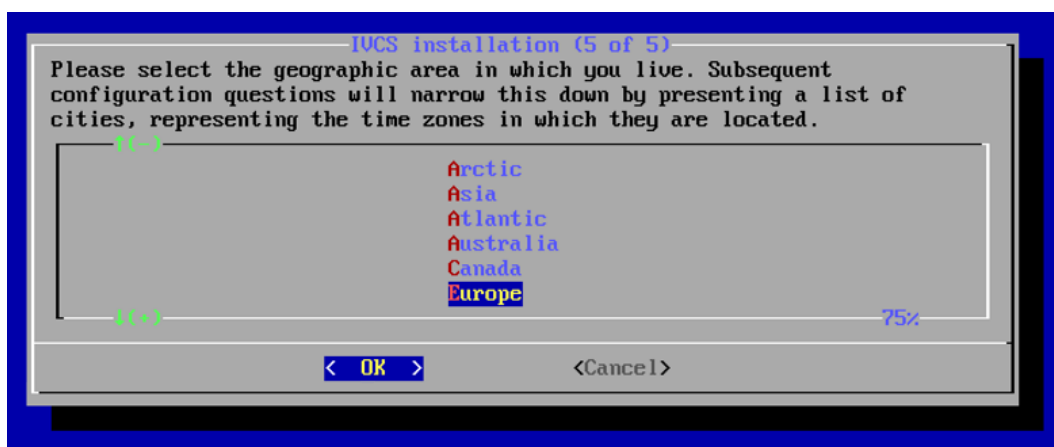 IVCS installation (5 of 5)
Please select the geographic area in which you live. Subsequent
configuration questions will narrow this down by presenting a list of
cities, representing the time zones in which they are located.
↑(-)
Arctic
Asia
Atlantic
Australia
Canada
Europe
↓(+) 75%
< OK > <Cancel>